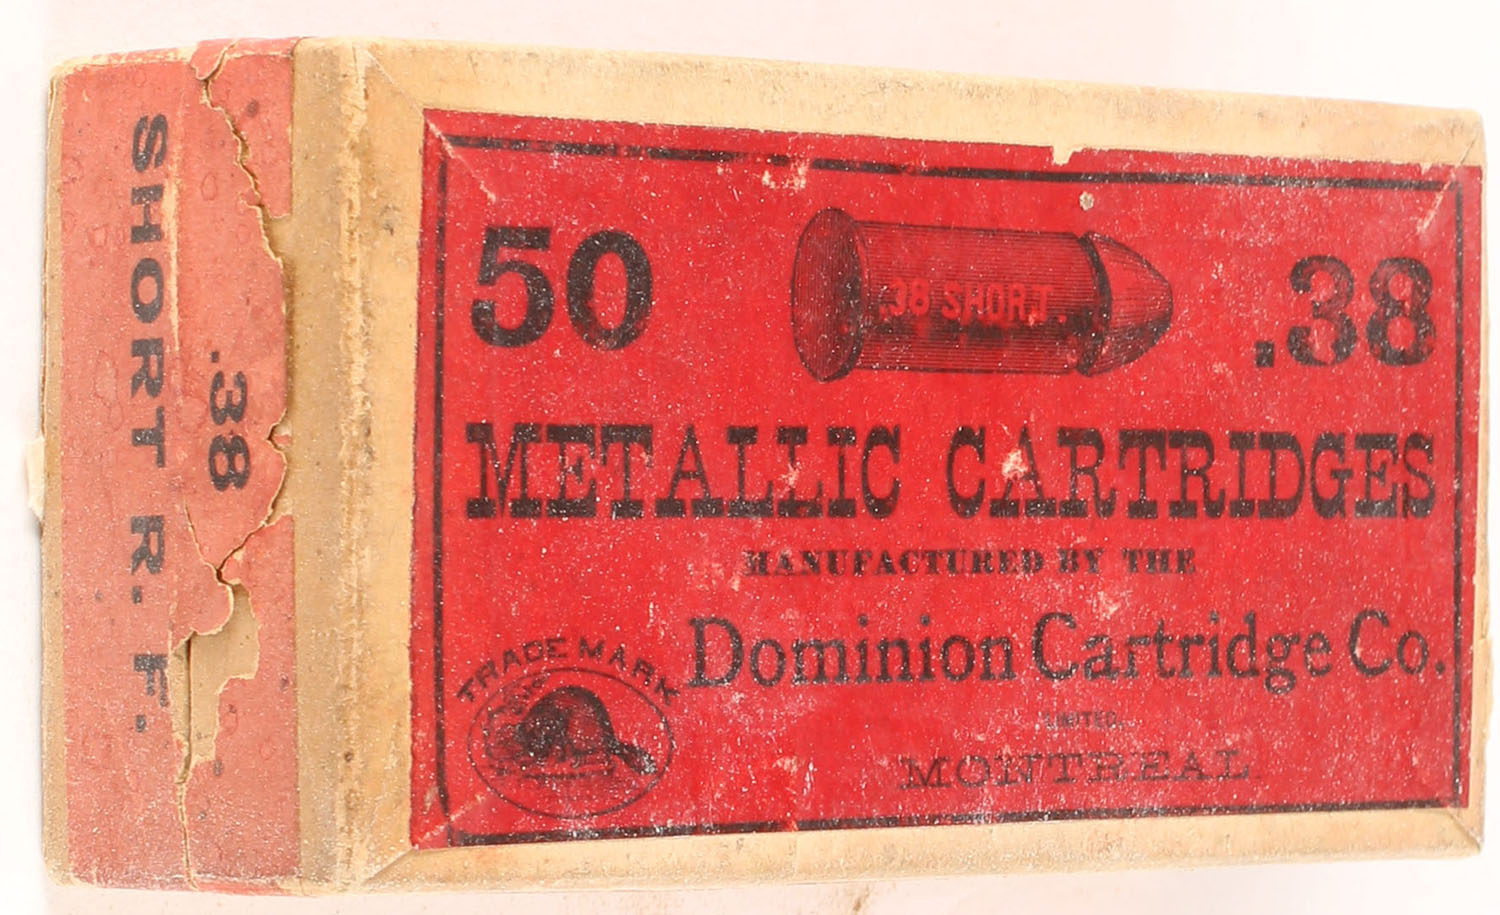 50
.38 SHORT.
.38
METALLIC CARTRIDGES
MANUFACTURED BY THE
Dominion Cartridge Co.
LIMITED,
MONTREAL.
TRADE MARK
.38
SHORT R. F.